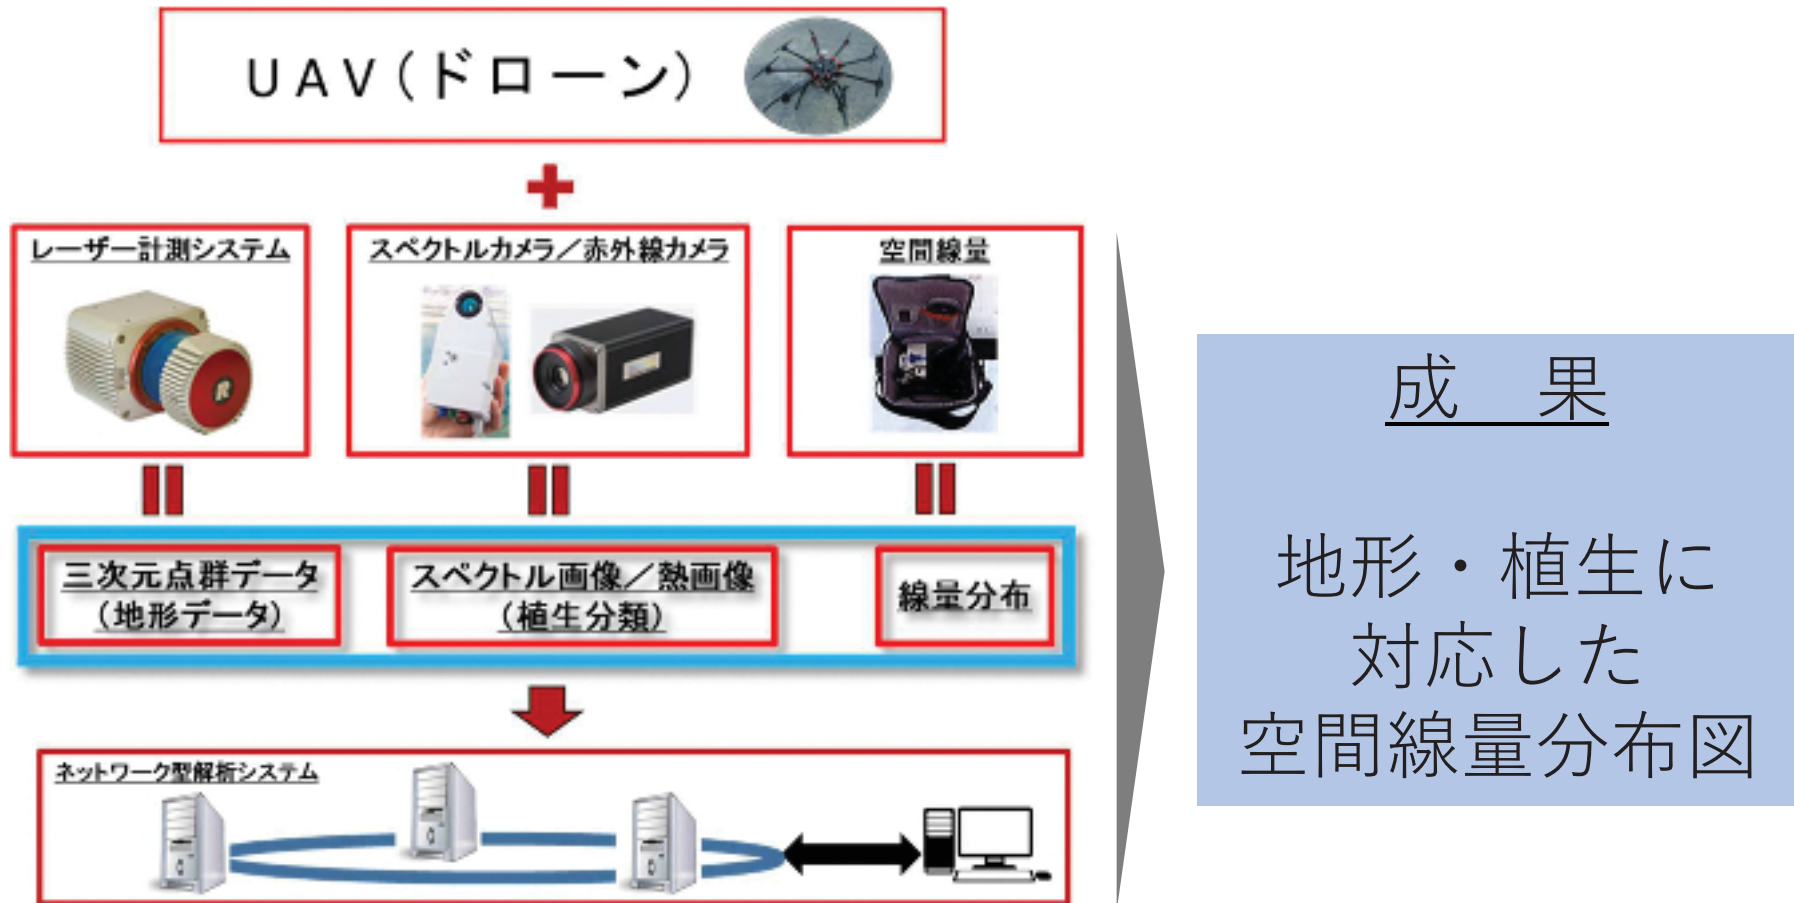 UAV(ドローン)
レーザー計測システム
スペクトルカメラ／赤外線カメラ
空間線量
R
三次元点群データ
(地形データ)
スペクトル画像／熱画像
(植生分類)
線量分布
ネットワーク型解析システム
成　果
地形・植生に
対応した
空間線量分布図